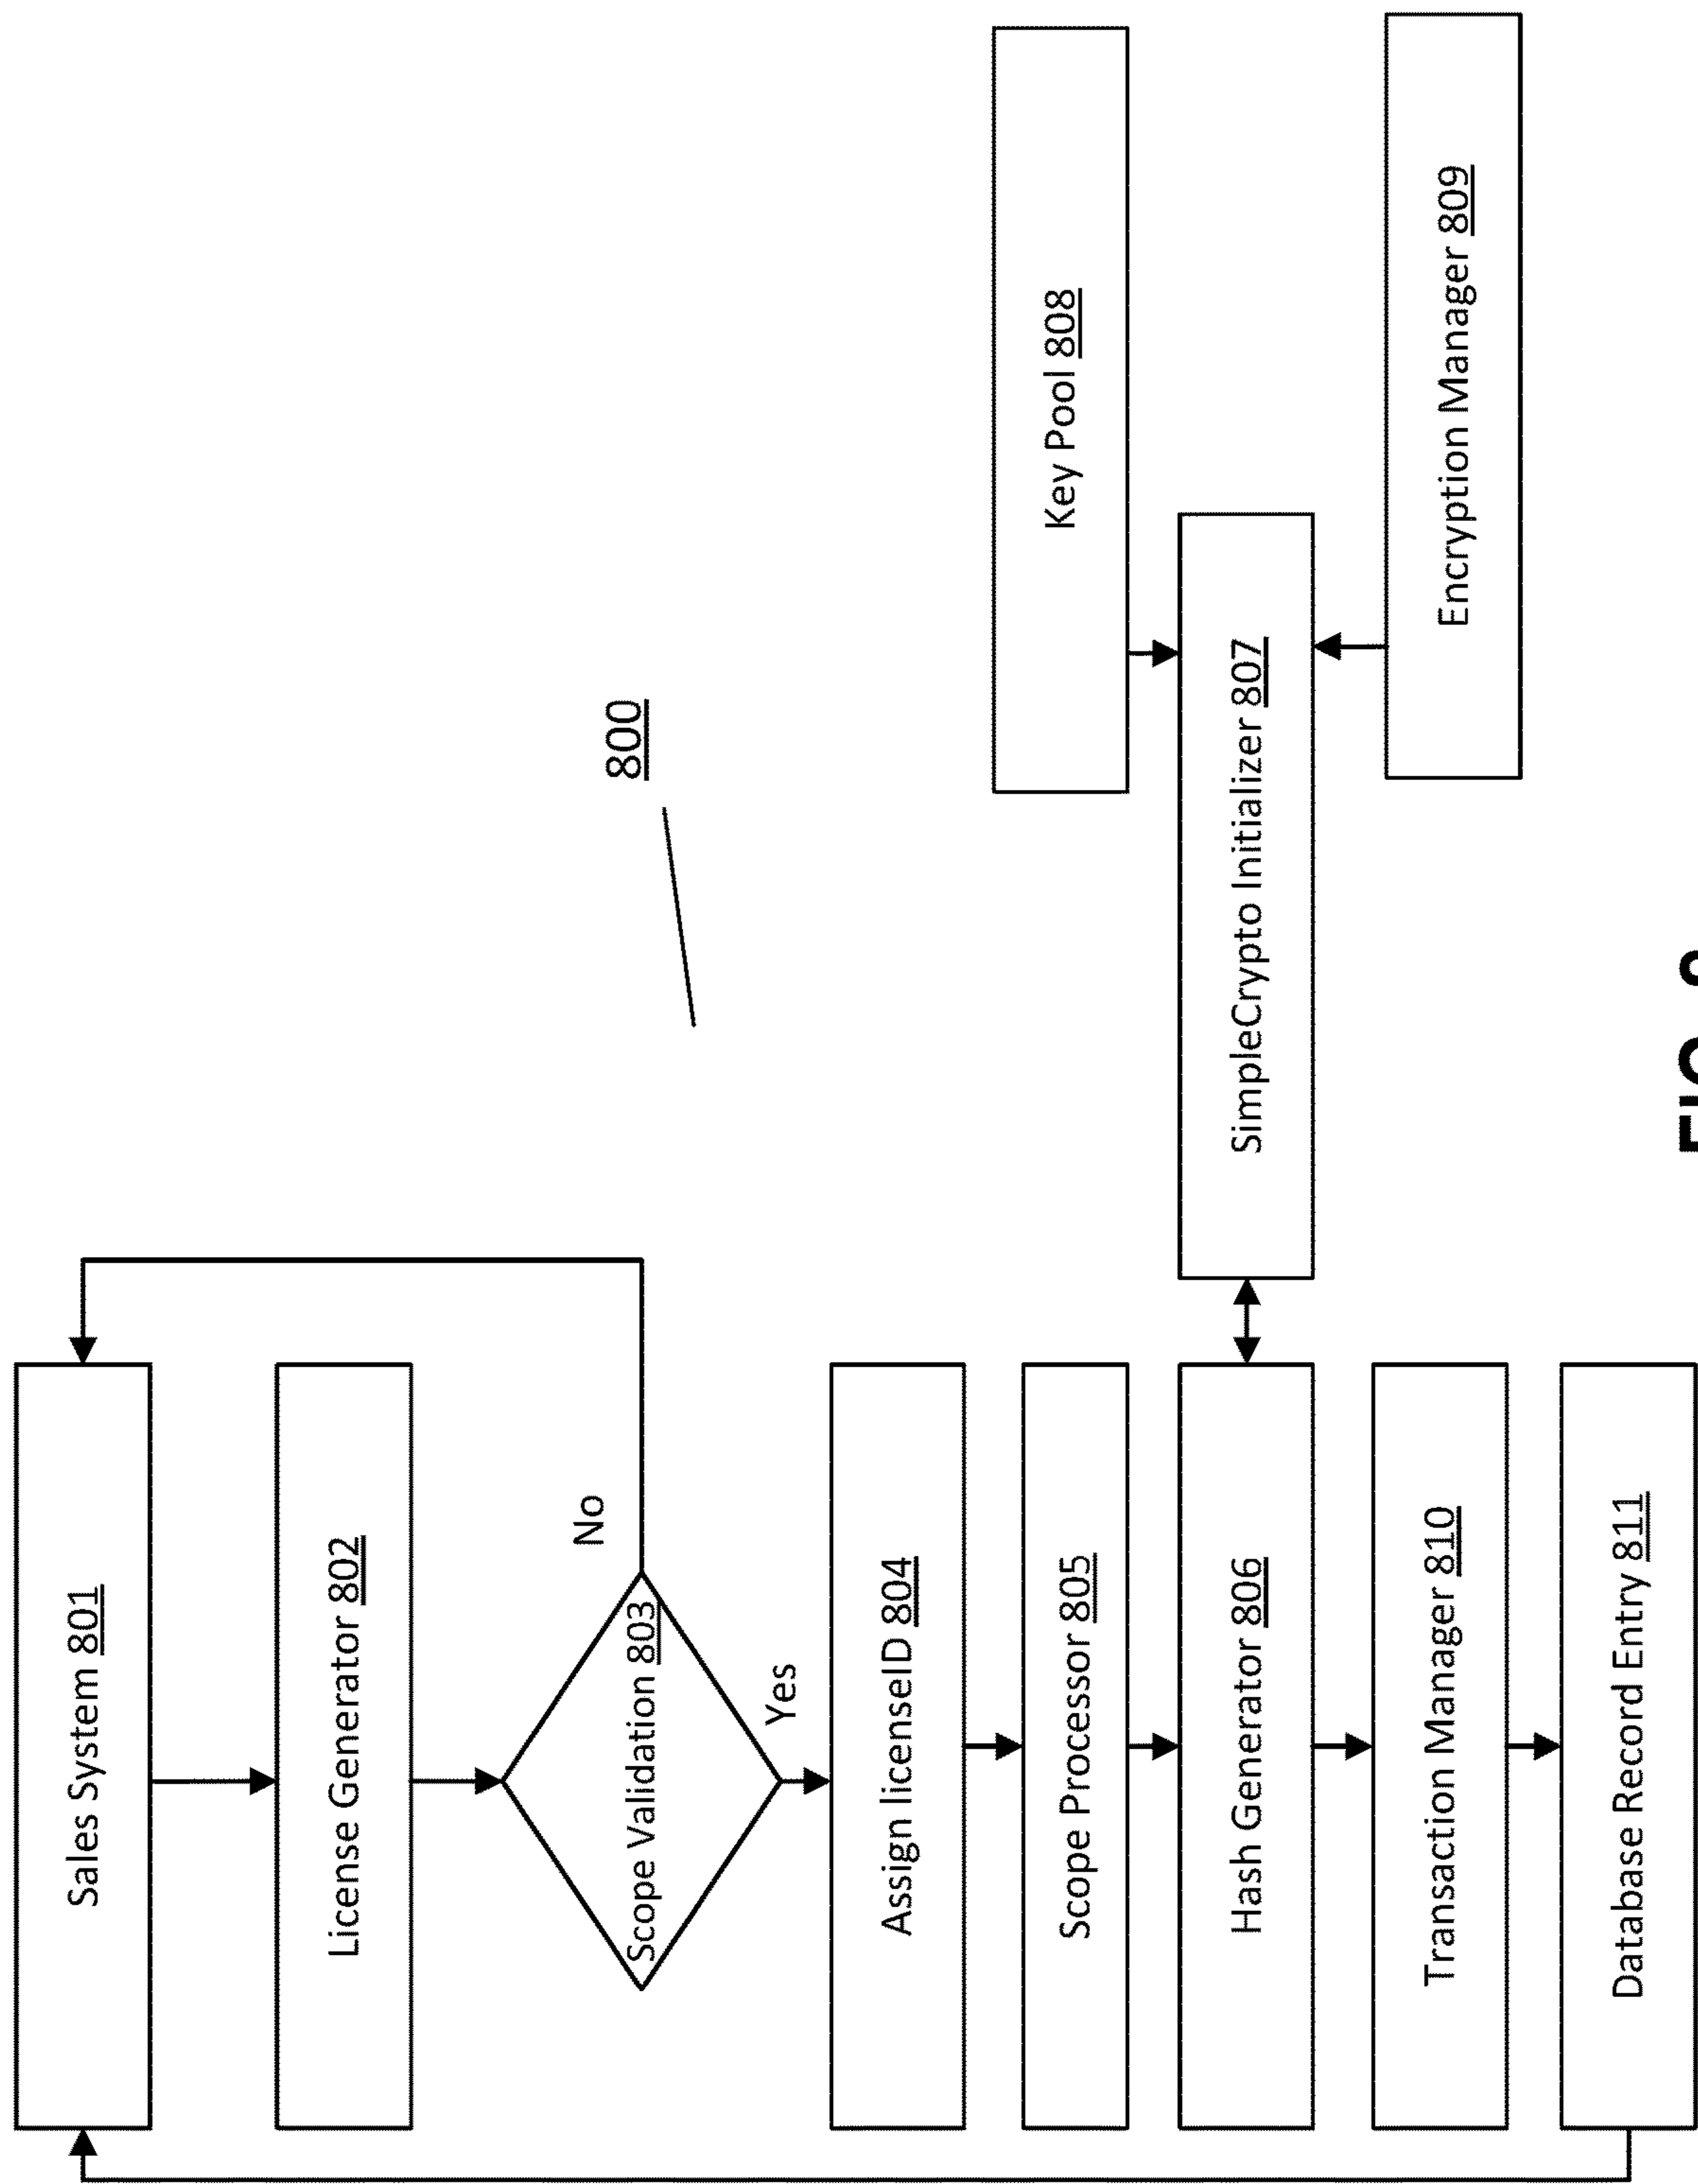 800
Sales System 801
License Generator 802
Scope Validation 803
No
Yes
Assign licenseID 804
Scope Processor 805
Hash Generator 806
SimpleCrypto Initializer 807
Key Pool 808
Encryption Manager 809
Transaction Manager 810
Database Record Entry 811